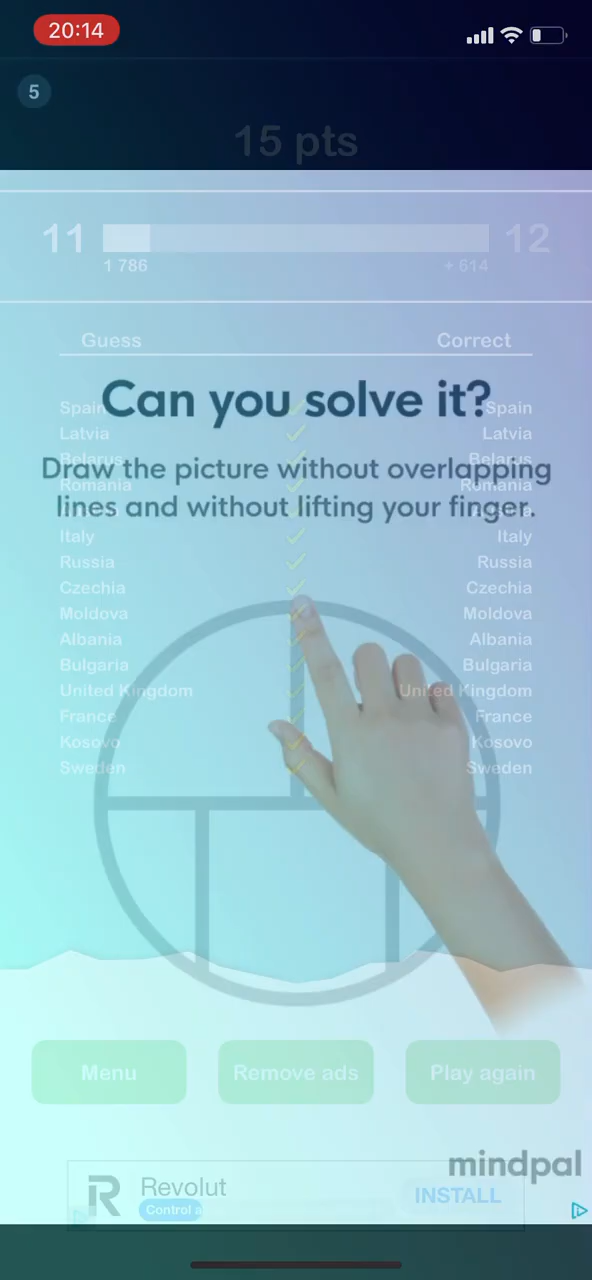 20:14
5
15 pts
11 12
1 786 + 614
Guess Correct
Can you solve it?
Spain Spain
Latvia Latvia
Belarus Belarus
Draw the picture without overlapping
Romania Romania
lines and without lifting your finger.
Italy Italy
Russia Russia
Czechia Czechia
Moldova Moldova
Albania Albania
Bulgaria Bulgaria
United Kingdom United Kingdom
France France
Kosovo Kosovo
Sweden Sweden
Menu Remove ads Play again
mindpal
Revolut
INSTALL
Control a